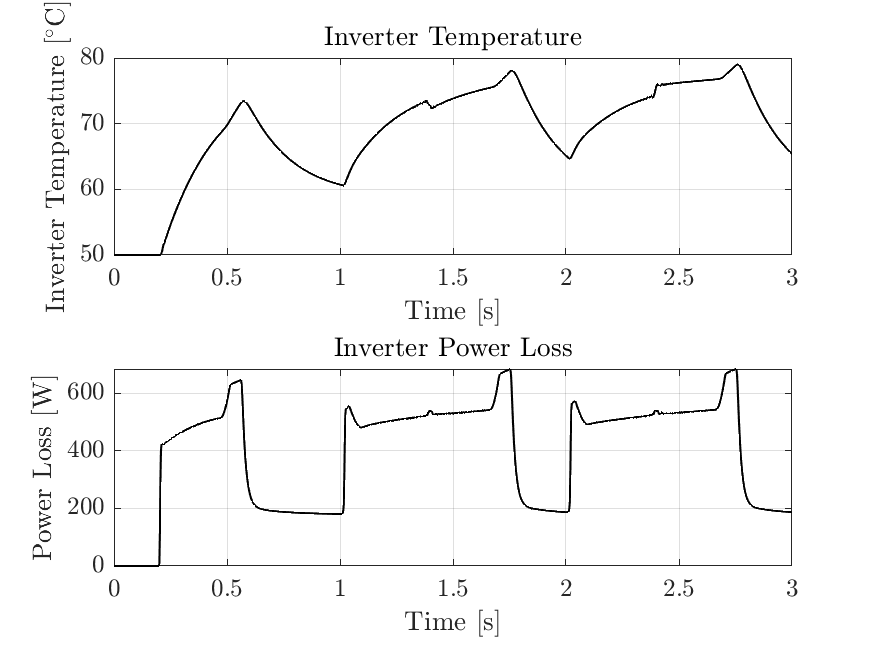 Inverter Temperature
Inverter Temperature [°C]
80
70
60
50
0 0.5 1 1.5 2 2.5 3
Time [s]
Inverter Power Loss
Power Loss [W]
600
400
200
0
0 0.5 1 1.5 2 2.5 3
Time [s]